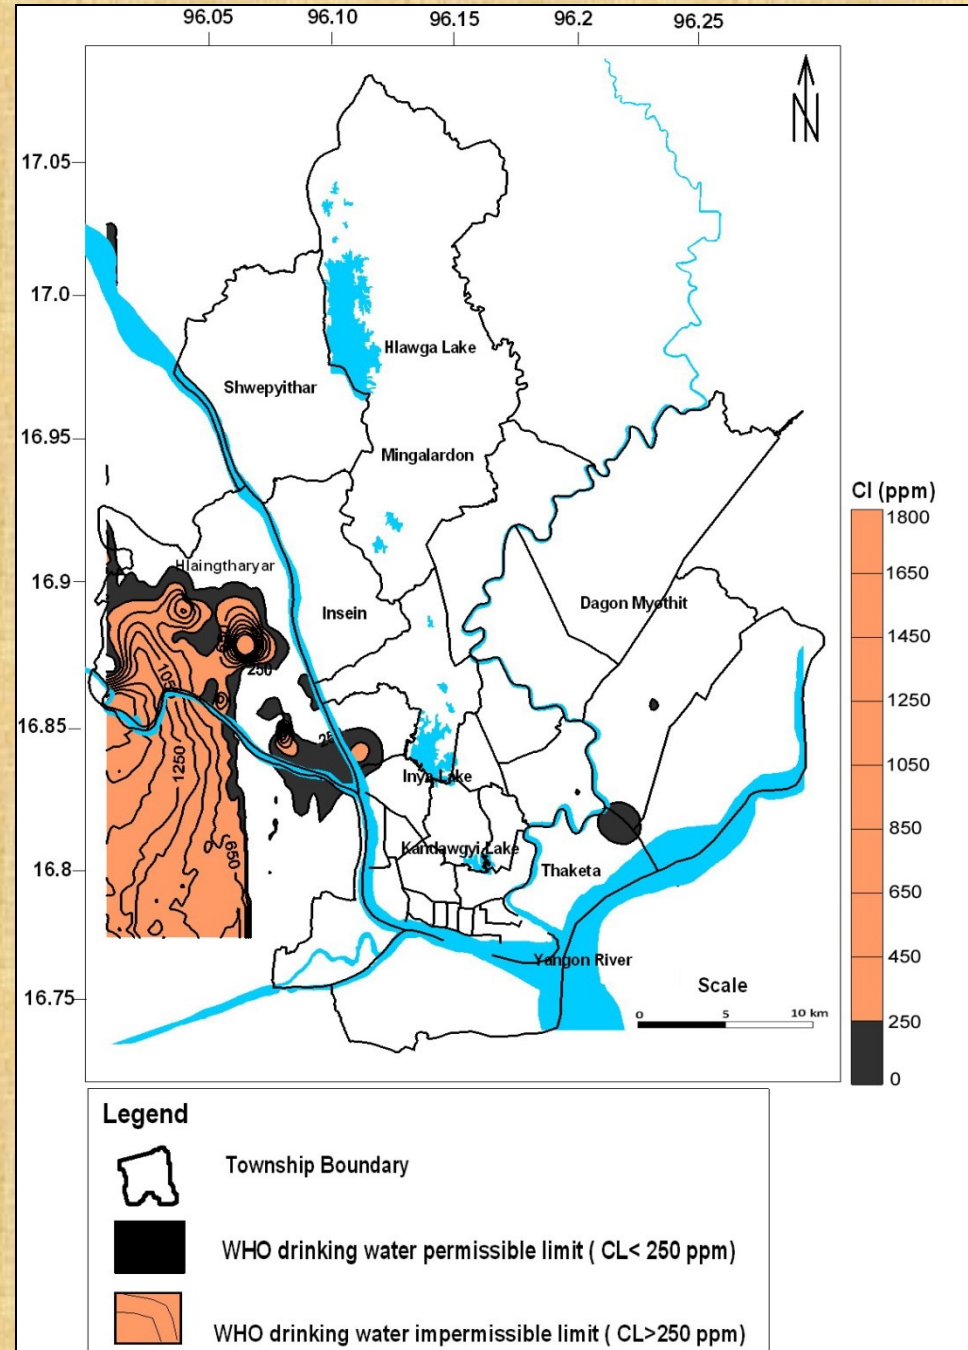 96.05 96.10 96.15 96.2 96.25
N
17.05
17.0
Hlawga Lake
Shwepyithar
16.95
Mingalardon
Cl (ppm)
1800
Hlaingtharyar
1650
16.9
Dagon Myothit
Insein
1450
250
105
1250
16.85
25
1250
1050
Inya Lake
850
650
Kandawgyi Lake
16.8
Thaketa
650
450
Yangon River
Scale
16.75
0 5 10 km
250
0
Legend
Township Boundary
WHO drinking water permissible limit ( CL< 250 ppm)
WHO drinking water impermissible limit ( CL>250 ppm)